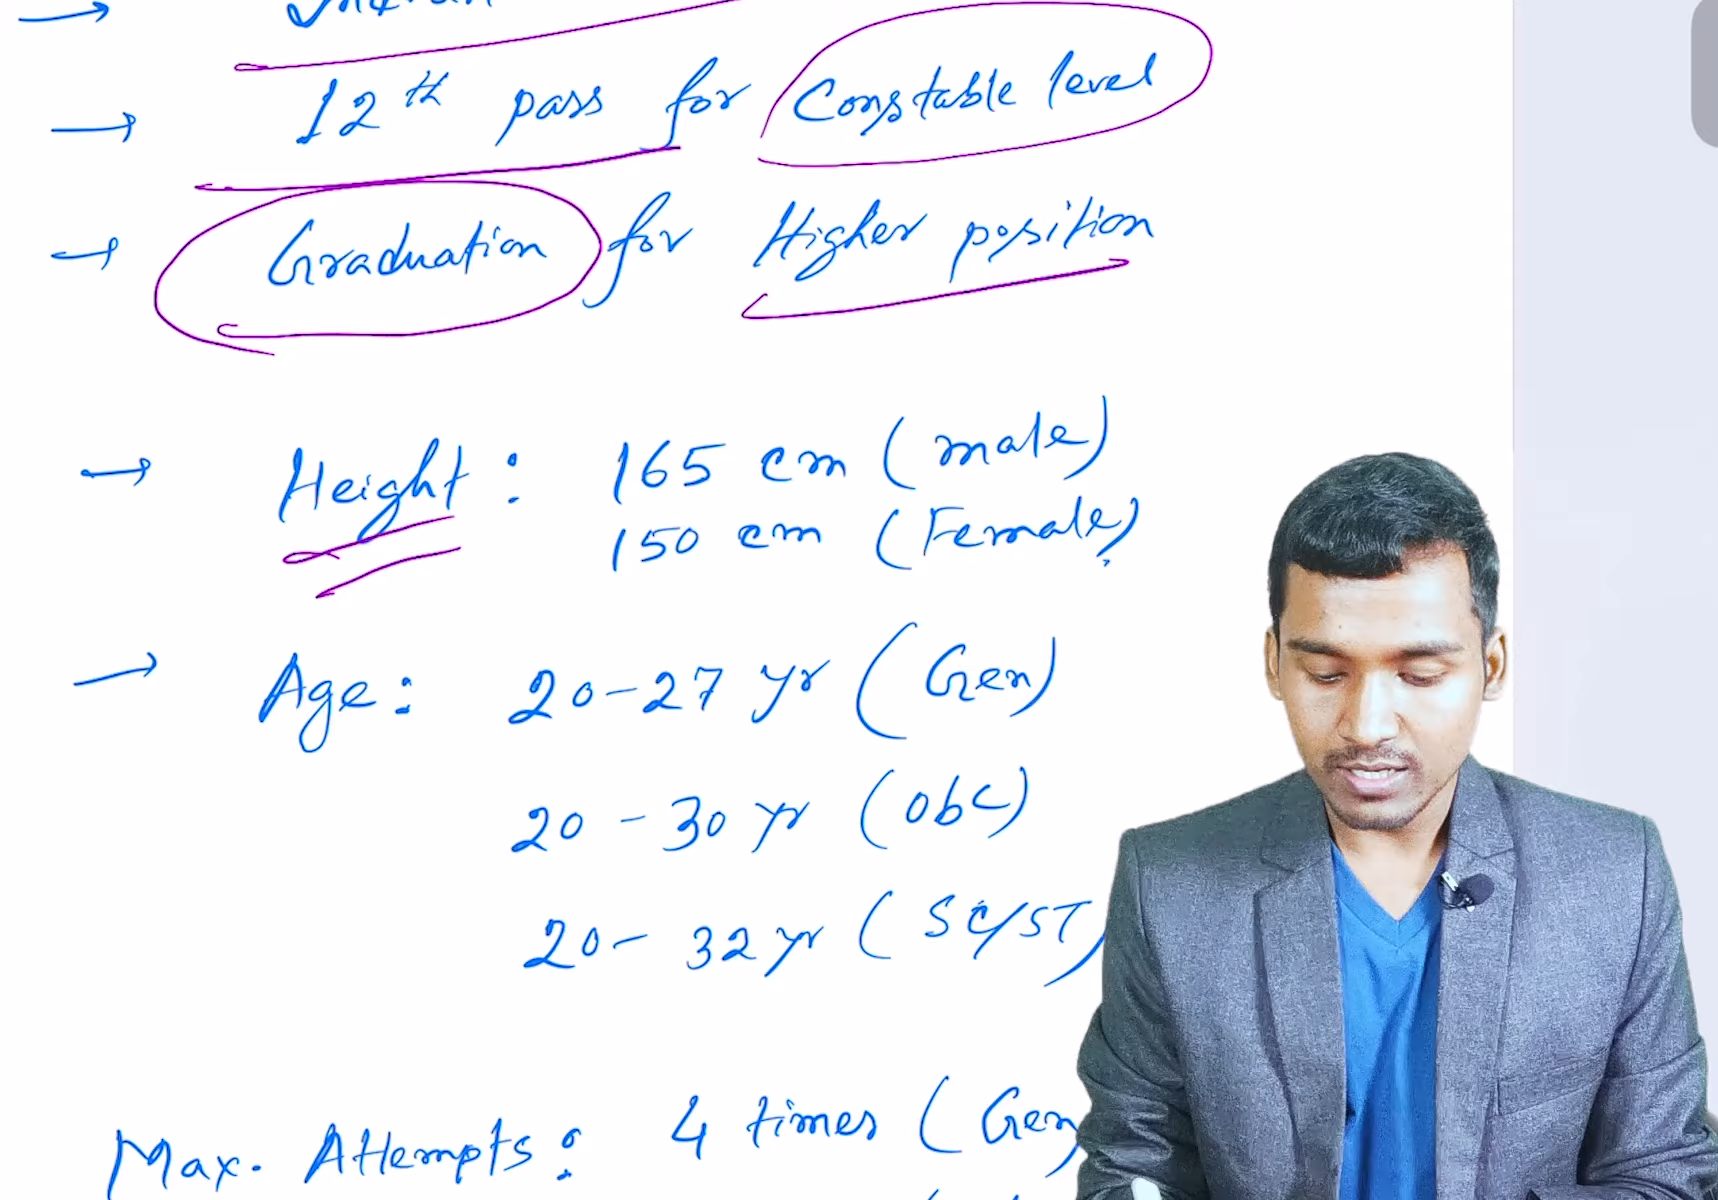 →
→ 12th pass for Constable level
→ Graduation for Higher position
→ Height : 165 cm (male)
150 cm (Female)
→ Age : 20-27 yr (Gen)
20 - 30 yr (Obc)
20- 32 yr (SC/ST)
Max. Attempts : 4 times (Gen